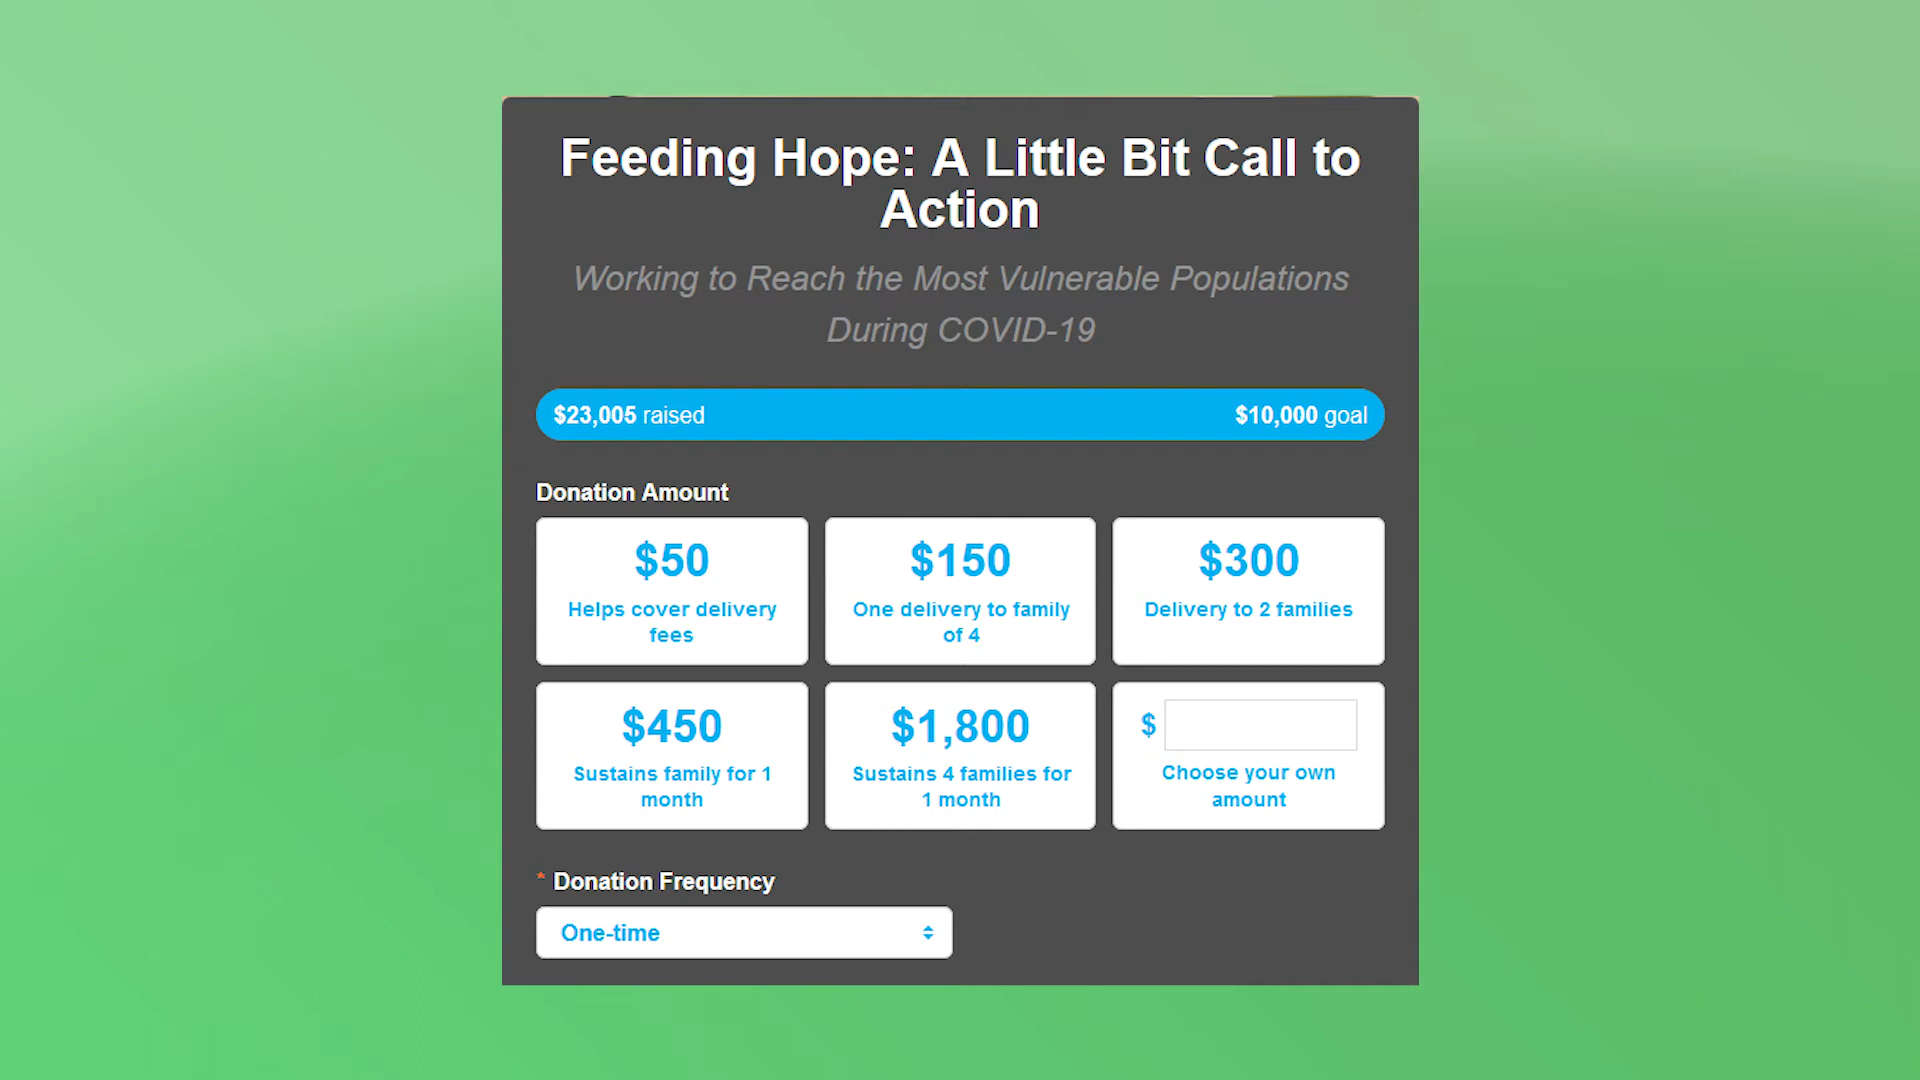 Feeding Hope: A Little Bit Call to
Action
Working to Reach the Most Vulnerable Populations
During COVID-19
$23,005 raised $10,000 goal
Donation Amount
$50
Helps cover delivery
fees
$150
One delivery to family
of 4
$300
Delivery to 2 families
$450
Sustains family for 1
month
$1,800
Sustains 4 families for
1 month
$
Choose your own
amount
* Donation Frequency
One-time